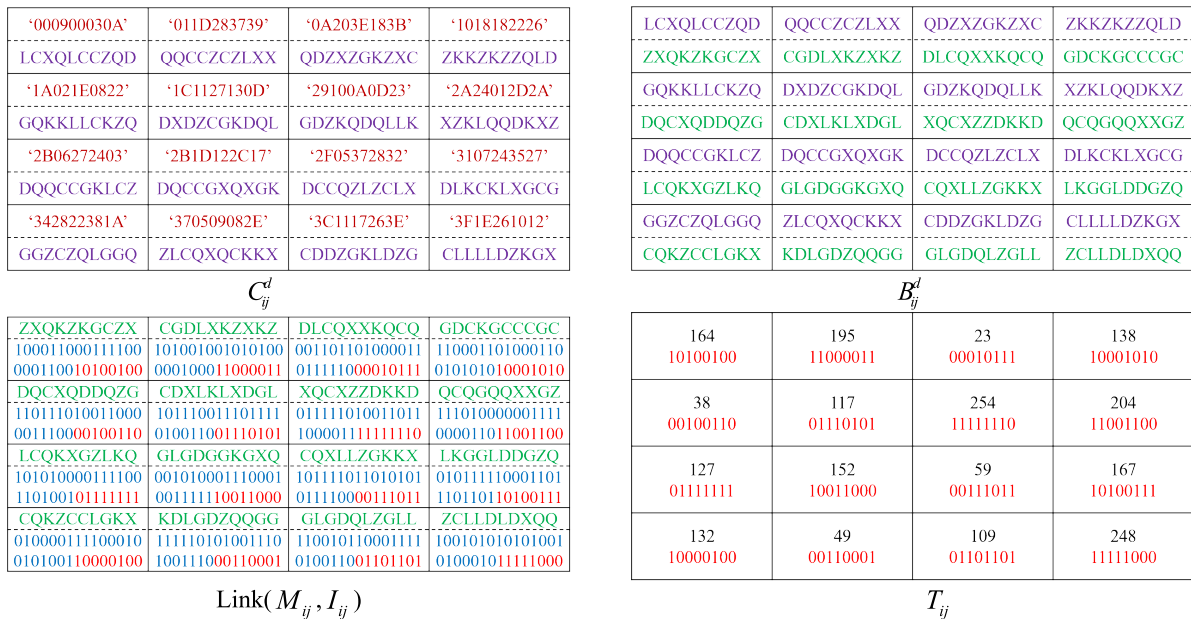 ‘000900030A’ ‘011D283739’ ‘0A203E183B’ ‘1018182226’
LCXQLCCZQD QQCCZCZLXX QDZXZGKZXC ZKKZKZZQLD
‘1A021E0822’ ‘1C1127130D’ ‘29100A0D23’ ‘2A24012D2A’
GQKKLLCKZQ DXDZCGKDQL GDZKQDQLLK XZKLQQDKXZ
‘2B06272403’ ‘2B1D122C17’ ‘2F05372832’ ‘3107243527’
DQQCCGKLCZ DQCCGXQXGK DCCQZLZCLX DLKCKLXGCG
‘342822381A’ ‘370509082E’ ‘3C1117263E’ ‘3F1E261012’
GGZCZQLGGQ ZLCQXQCKKX CDDZGKLDZG CLLLLDZKGX
C^d_ij
LCXQLCCZQD QQCCZCZLXX QDZXZGKZXC ZKKZKZZQLD
ZXQKZKGCZX CGDLXKZXKZ DLCQXXKQCQ GDCKGCCCGC
GQKKLLCKZQ DXDZCGKDQL GDZKQDQLLK XZKLQQDKXZ
DQCXQDDQZG CDXLKLXDGL XQCXZZDKKD QCQGQQXXGZ
DQQCCGKLCZ DQCCGXQXGK DCCQZLZCLX DLKCKLXGCG
LCQKXGZLKQ GLGDGGKGXQ CQXLLZGKKX LKGGLDDGZQ
GGZCZQLGGQ ZLCQXQCKKX CDDZGKLDZG CLLLLDZKGX
CQKZCCLGKX KDLGDZQQGG GLGDQLZGLL ZCLLDLDXQQ
B^d_ij
ZXQKZKGCZX CGDLXKZXKZ DLCQXXKQCQ GDCKGCCCGC
100011000111100 101001001010100 001101101000011 110001101000110
000110010100100 000100011000011 011111000010111 010101010001010
DQCXQDDQZG CDXLKLXDGL XQCXZZDKKD QCQGQQXXGZ
110111010011000 101110011101111 011111010011011 111010000001111
001110000100110 010011001110101 100001111111110 000011011001100
LCQKXGZLKQ GLGDGGKGXQ CQXLLZGKKX LKGGLDDGZQ
101010000111100 001010001110001 101111011010101 010111110001101
110100101111111 001111110011000 011110000111011 110110110100111
CQKZCCLGKX KDLGDZQQGG GLGDQLZGLL ZCLLDLDXQQ
010000111100010 111110101001110 110010110001111 100101010101001
010100110000100 100111000110001 010011001101101 010001011111000
Link( M_ij , I_ij )
164 195 23 138
10100100 11000011 00010111 10001010
38 117 254 204
00100110 01110101 11111110 11001100
127 152 59 167
01111111 10011000 00111011 10100111
132 49 109 248
10000100 00110001 01101101 11111000
T_ij